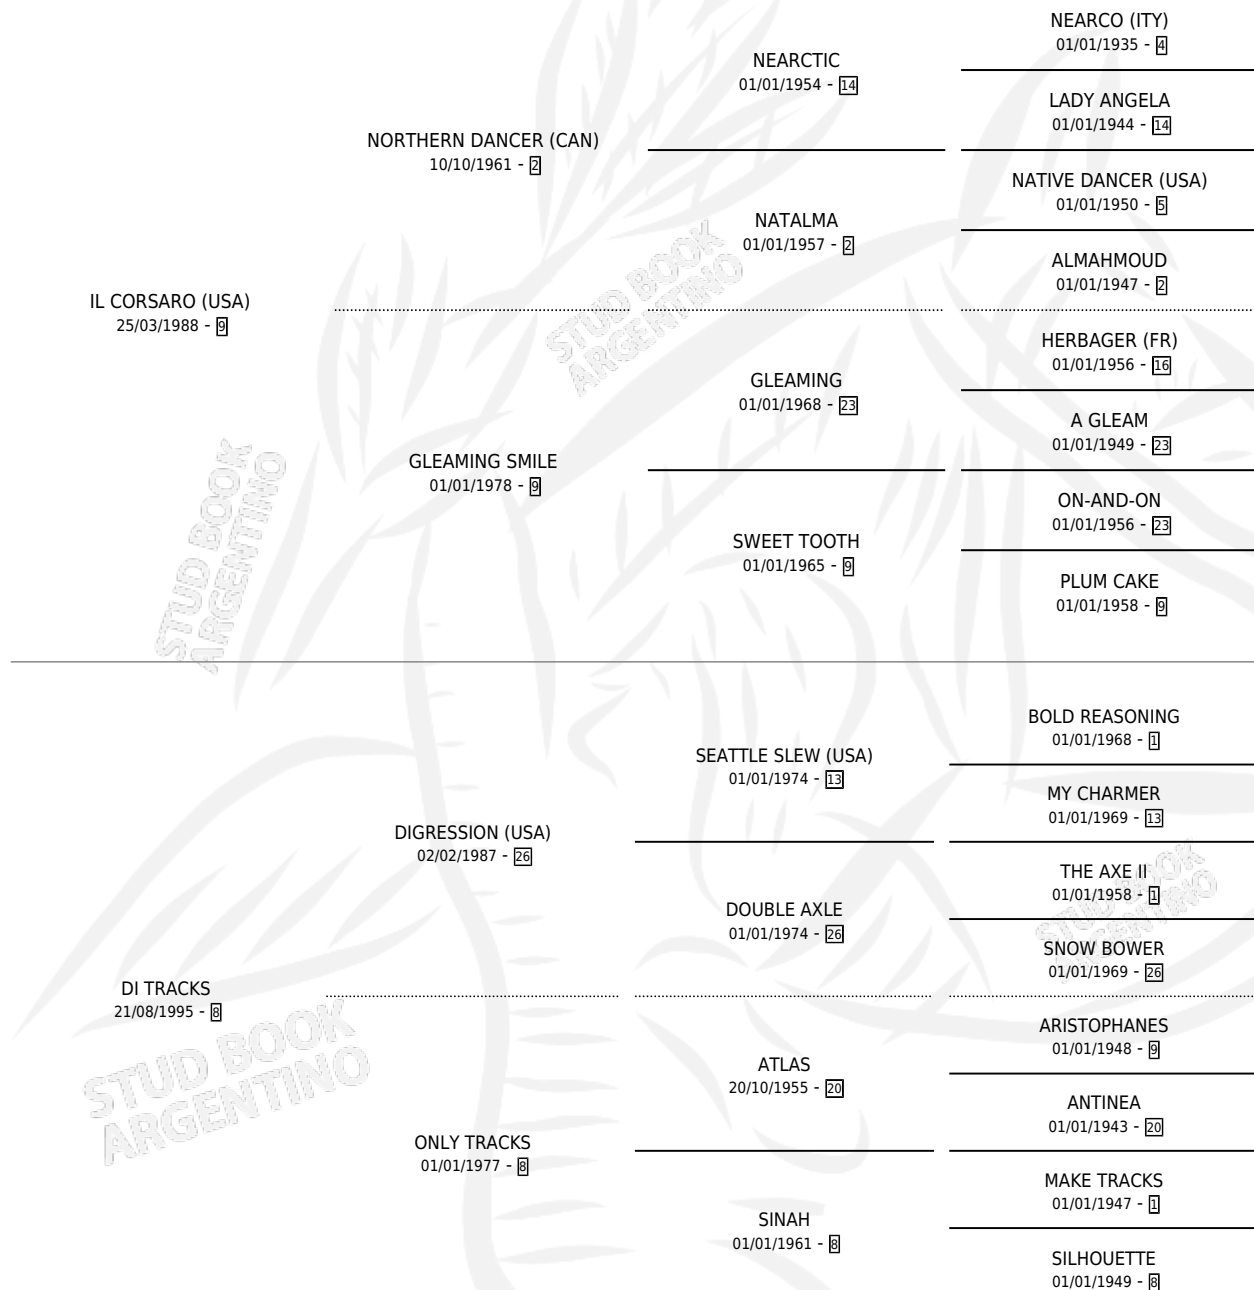 NEARCO (ITY)
01/01/1935 - 4
NEARCTIC
01/01/1954 - 14
LADY ANGELA
01/01/1944 - 14
NORTHERN DANCER (CAN)
10/10/1961 - 2
NATIVE DANCER (USA)
01/01/1950 - 5
NATALMA
01/01/1957 - 2
ALMAHMOUD
01/01/1947 - 2
IL CORSARO (USA)
25/03/1988 - 9
STUD BOOK
ARGENTINO
HERBAGER (FR)
01/01/1956 - 16
GLEAMING
01/01/1968 - 23
A GLEAM
01/01/1949 - 23
GLEAMING SMILE
01/01/1978 - 9
ON-AND-ON
01/01/1956 - 23
SWEET TOOTH
01/01/1965 - 9
PLUM CAKE
01/01/1958 - 9
STUD BOOK
ARGENTINO
BOLD REASONING
01/01/1968 - 1
SEATTLE SLEW (USA)
01/01/1974 - 13
MY CHARMER
01/01/1969 - 13
DIGRESSION (USA)
02/02/1987 - 26
THE AXE II
01/01/1958 - 1
DOUBLE AXLE
01/01/1974 - 26
SNOW BOWER
01/01/1969 - 26
STUD BOOK
ARGENTINO
DI TRACKS
21/08/1995 - 8
STUD BOOK
ARGENTINO
ARISTOPHANES
01/01/1948 - 9
ATLAS
20/10/1955 - 20
ANTINEA
01/01/1943 - 20
ONLY TRACKS
01/01/1977 - 8
MAKE TRACKS
01/01/1947 - 1
SINAH
01/01/1961 - 8
SILHOUETTE
01/01/1949 - 8